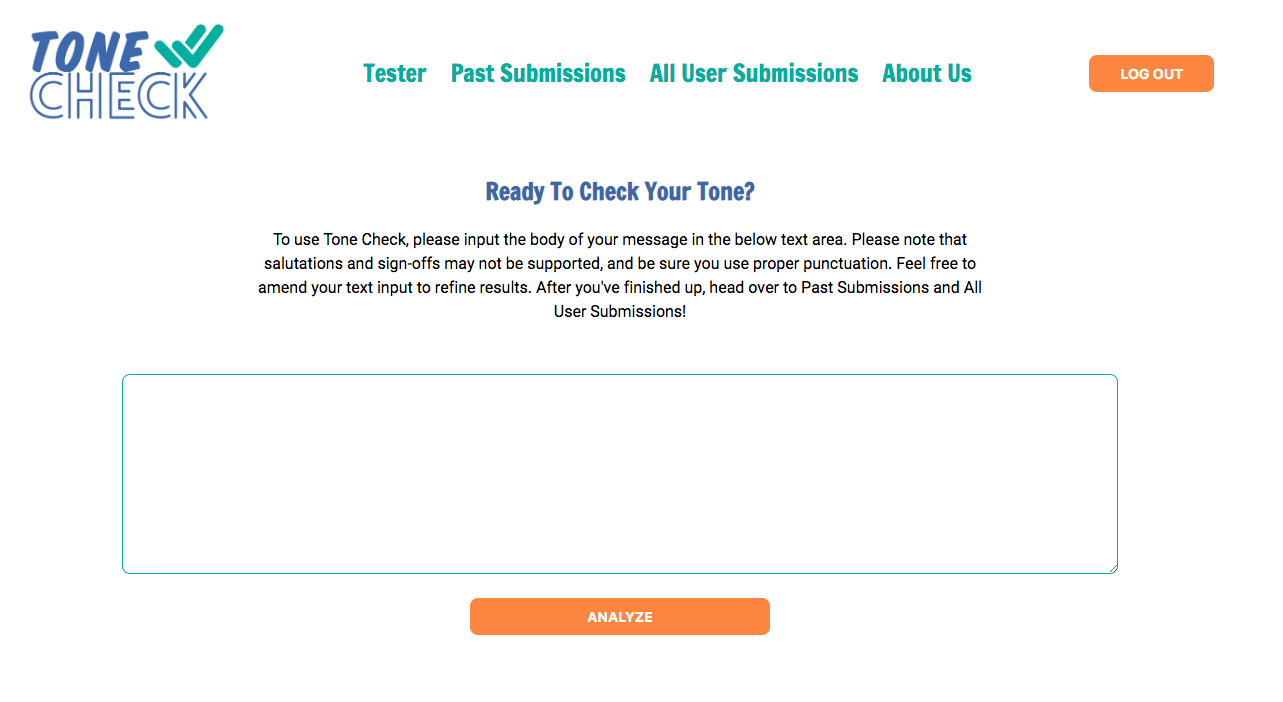 TONE
CHECK
Tester Past Submissions All User Submissions About Us
LOG OUT
Ready To Check Your Tone?
To use Tone Check, please input the body of your message in the below text area. Please note that
salutations and sign-offs may not be supported, and be sure you use proper punctuation. Feel free to
amend your text input to refine results. After you've finished up, head over to Past Submissions and All
User Submissions!
ANALYZE